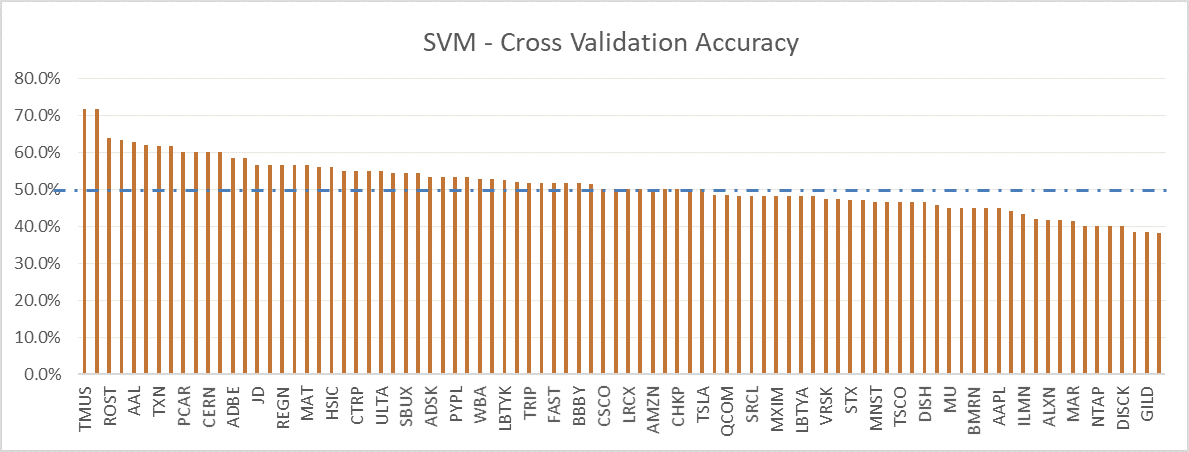 SVM - Cross Validation Accuracy
80.0%
70.0%
60.0%
50.0%
40.0%
30.0%
20.0%
10.0%
0.0%
TMUS
ROST
AAL
TXN
PCAR
CERN
ADBE
JD
REGN
MAT
HSIC
CTRP
ULTA
SBUX
ADSK
PYPL
WBA
LBTYK
TRIP
FAST
BBBY
CSCO
LRCX
AMZN
CHKP
TSLA
QCOM
SRCL
MXIM
LBTYA
VRSK
STX
MNST
TSCO
DISH
MU
BMRN
AAPL
ILMN
ALXN
MAR
NTAP
DISCK
GILD